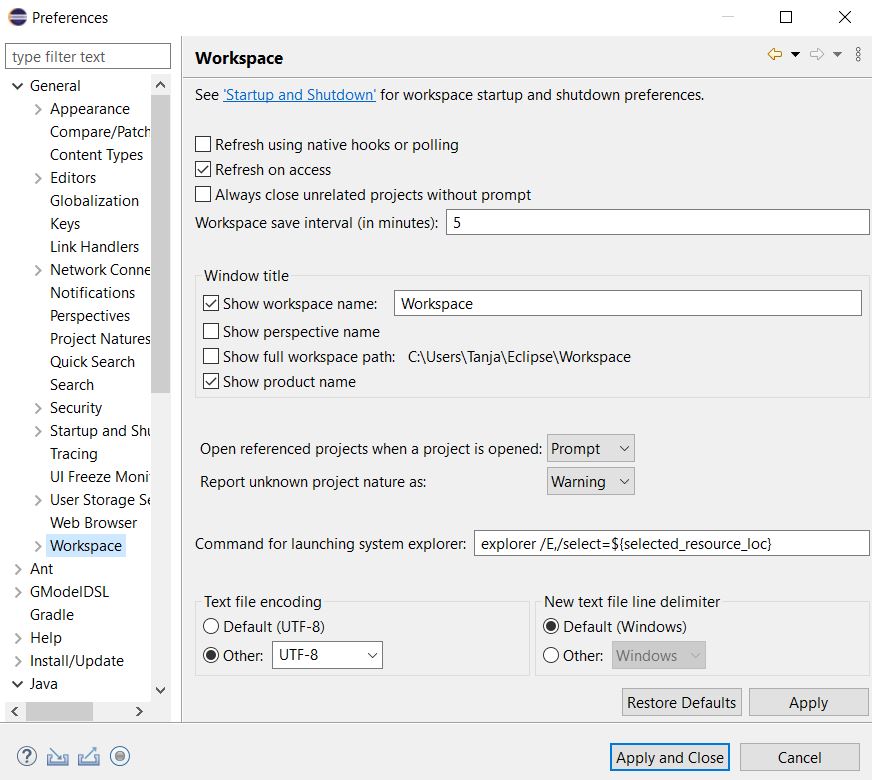 Preferences
type filter text
General
Appearance
Compare/Patch
Content Types
Editors
Globalization
Keys
Link Handlers
Network Conne
Notifications
Perspectives
Project Natures
Quick Search
Search
Security
Startup and Shu
Tracing
UI Freeze Moni
User Storage Se
Web Browser
Workspace
Ant
GModelDSL
Gradle
Help
Install/Update
Java
Workspace
See 'Startup and Shutdown' for workspace startup and shutdown preferences.
Refresh using native hooks or polling
Refresh on access
Always close unrelated projects without prompt
Workspace save interval (in minutes): 5
Window title
Show workspace name: Workspace
Show perspective name
Show full workspace path: C:\Users\Tanja\Eclipse\Workspace
Show product name
Open referenced projects when a project is opened: Prompt
Report unknown project nature as: Warning
Command for launching system explorer: explorer /E,/select=${selected_resource_loc}
Text file encoding
Default (UTF-8)
Other: UTF-8
New text file line delimiter
Default (Windows)
Other: Windows
Restore Defaults Apply
Apply and Close Cancel